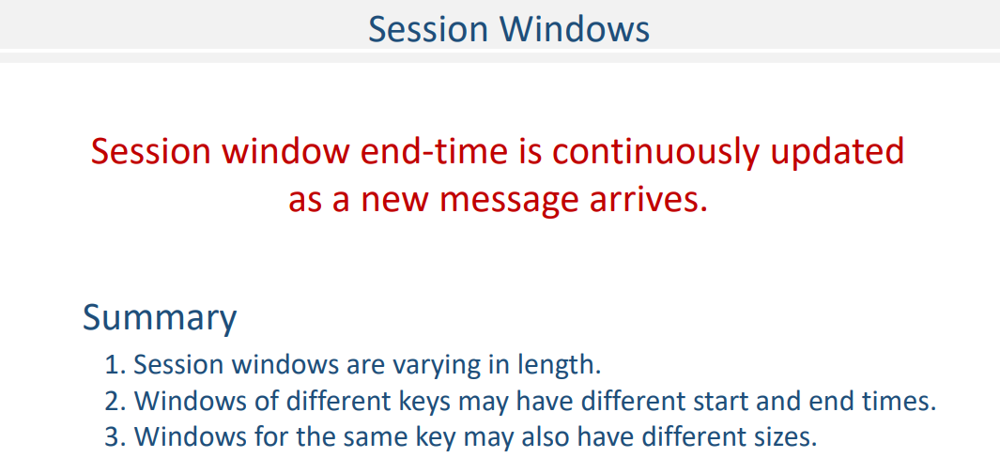 Session Windows
Session window end-time is continuously updated
as a new message arrives.
Summary
1. Session windows are varying in length.
2. Windows of different keys may have different start and end times.
3. Windows for the same key may also have different sizes.